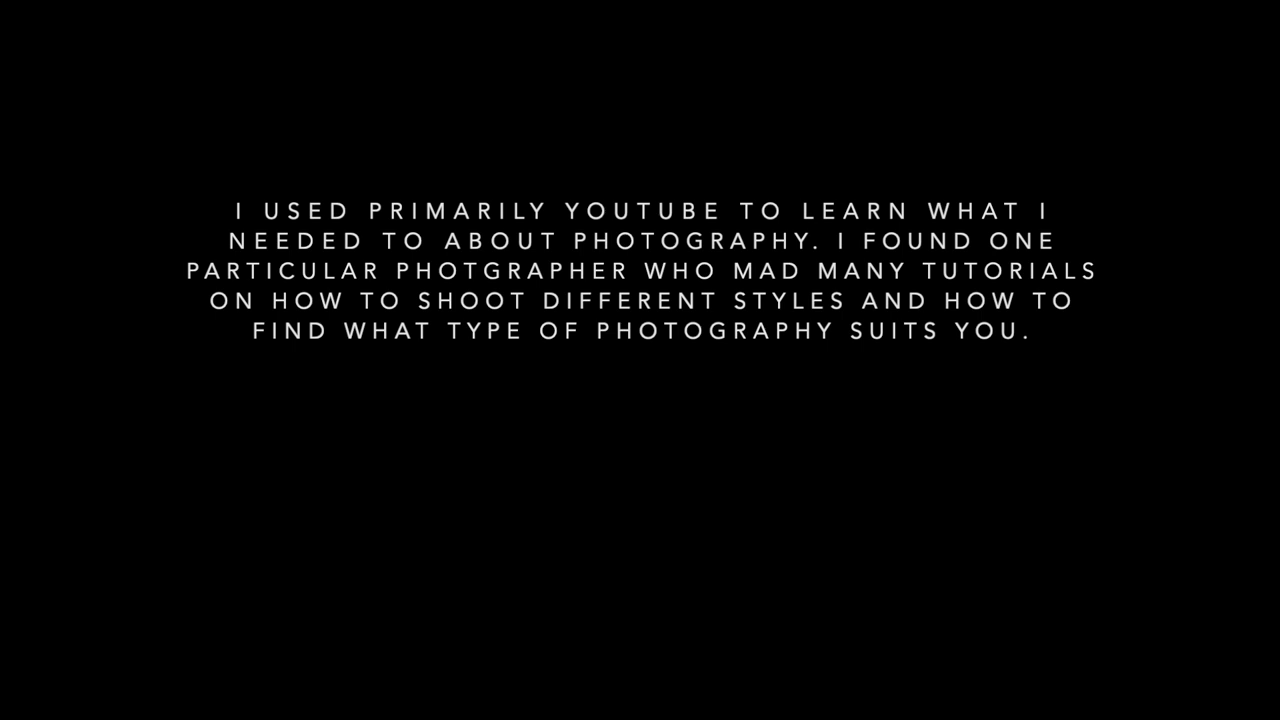 I USED PRIMARILY YOUTUBE TO LEARN WHAT I
NEEDED TO ABOUT PHOTOGRAPHY. I FOUND ONE
PARTICULAR PHOTGRAPHER WHO MAD MANY TUTORIALS
ON HOW TO SHOOT DIFFERENT STYLES AND HOW TO
FIND WHAT TYPE OF PHOTOGRAPHY SUITS YOU.